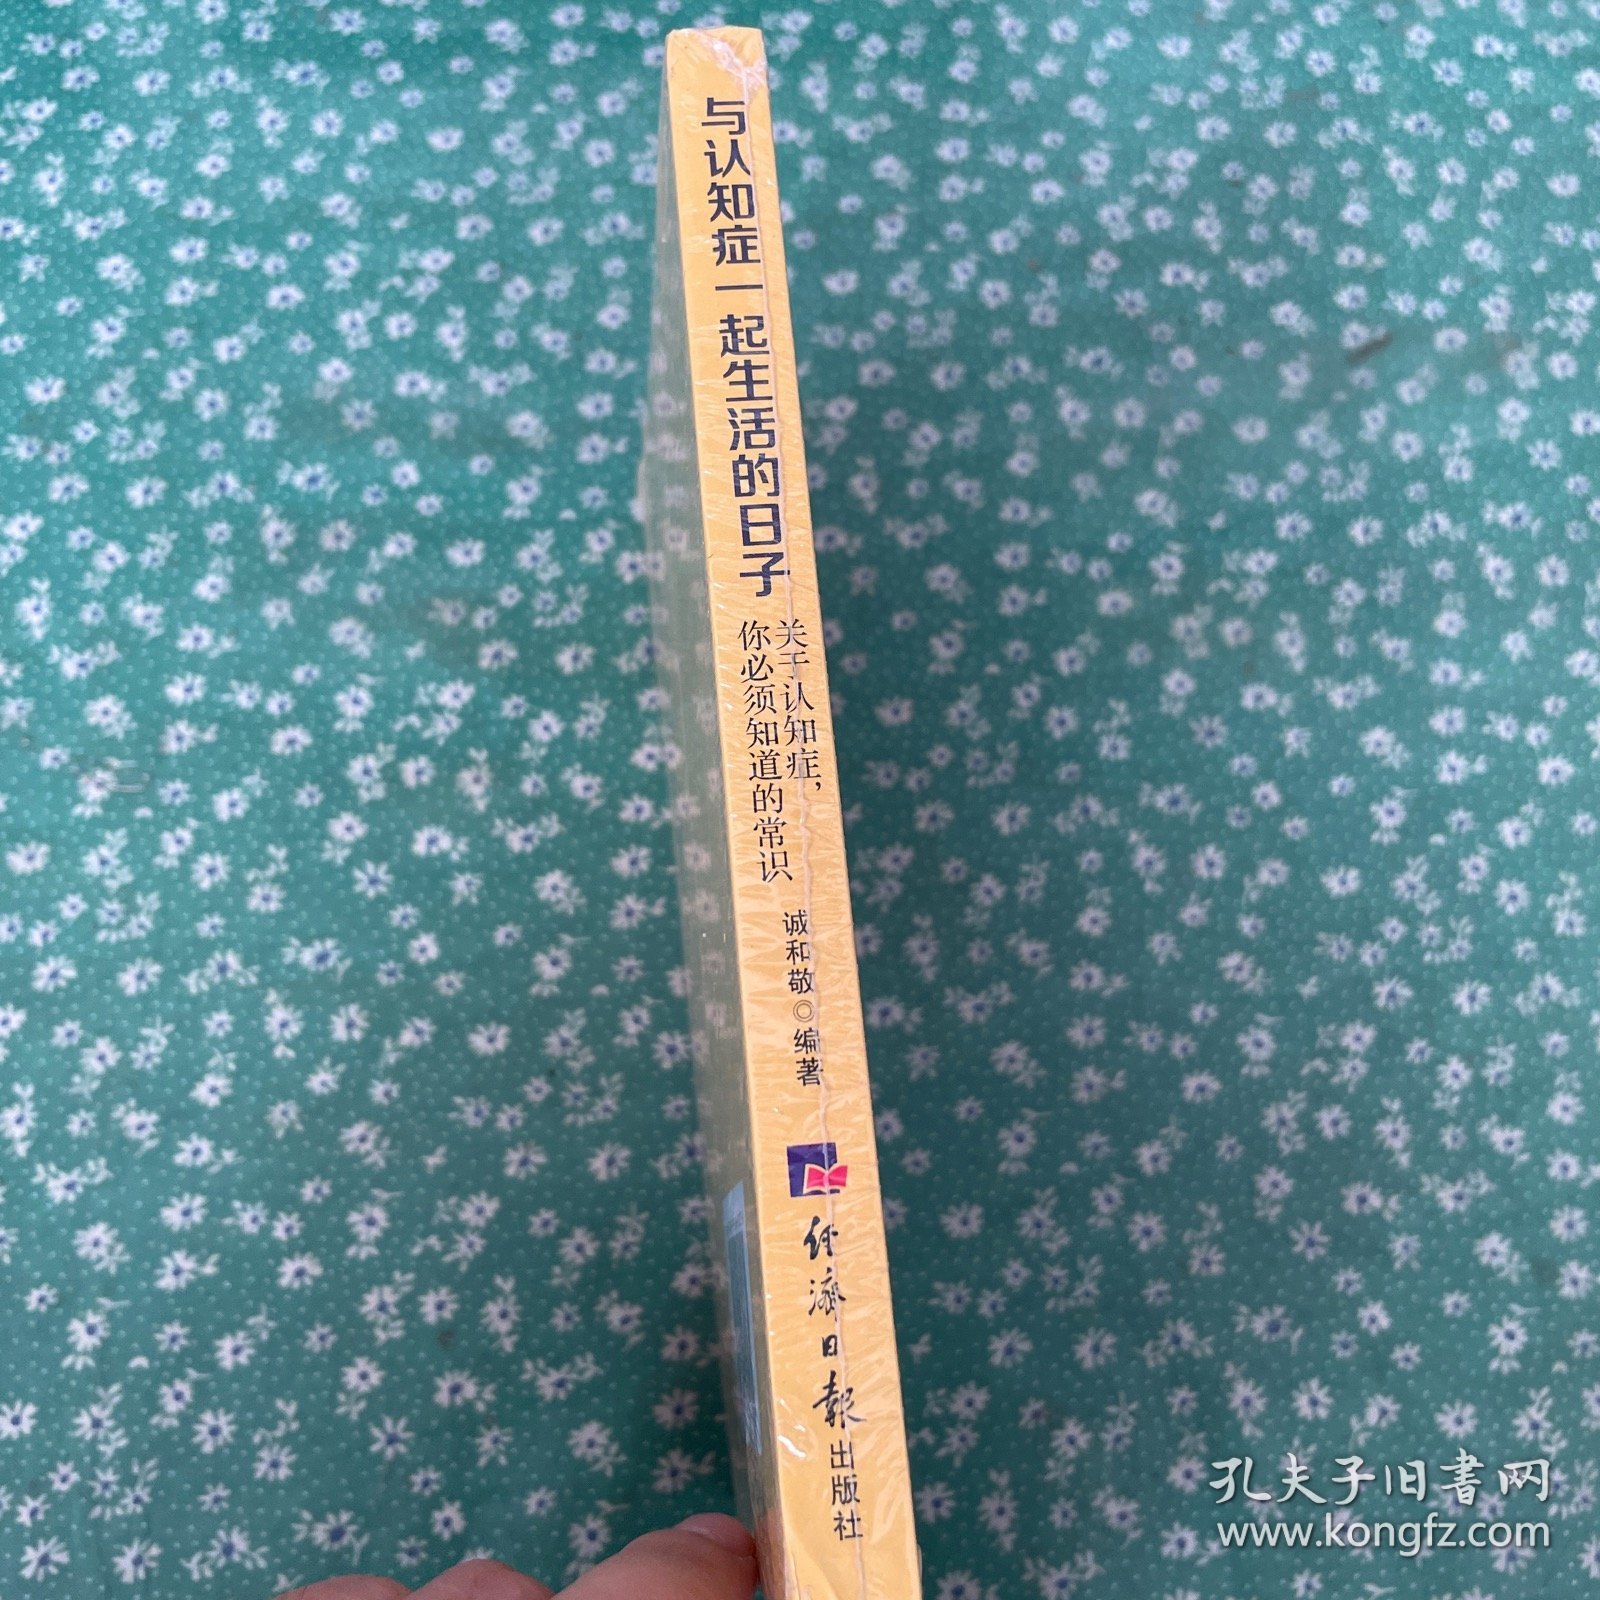 与认知症一起生活的日子
关于认知症，
你必须知道的常识
诚和敬◎编著
经濟日報出版社
孔夫子旧书网
www.kongfz.com